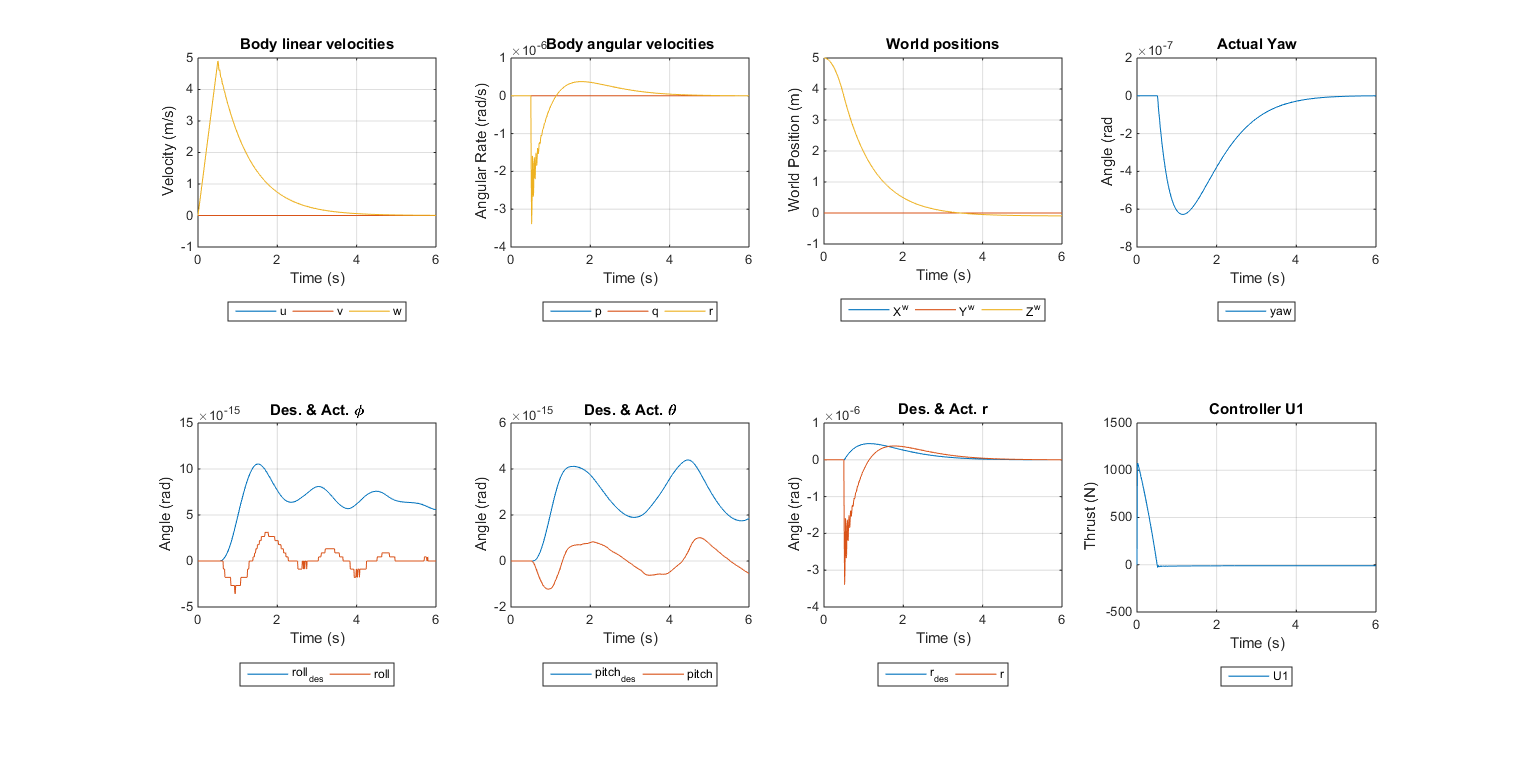 Body linear velocities
Velocity (m/s)
5
4
3
2
1
0
-1
0 2 4 6
Time (s)
u v w
×10-6
Body angular velocities
Angular Rate (rad/s)
1
0
-1
-2
-3
-4
0 2 4 6
Time (s)
p q r
World positions
World Position (m)
5
4
3
2
1
0
-1
0 2 4 6
Time (s)
Xw Yw Zw
×10-7
Actual Yaw
Angle (rad
2
0
-2
-4
-6
-8
0 2 4 6
Time (s)
yaw
×10-15
Des. & Act. ϕ
Angle (rad)
15
10
5
0
-5
0 2 4 6
Time (s)
rolldes roll
×10-15
Des. & Act. θ
Angle (rad)
6
4
2
0
-2
0 2 4 6
Time (s)
pitchdes pitch
×10-6
Des. & Act. r
Angle (rad)
1
0
-1
-2
-3
-4
0 2 4 6
Time (s)
rdes r
Controller U1
Thrust (N)
1500
1000
500
0
-500
0 2 4 6
Time (s)
U1